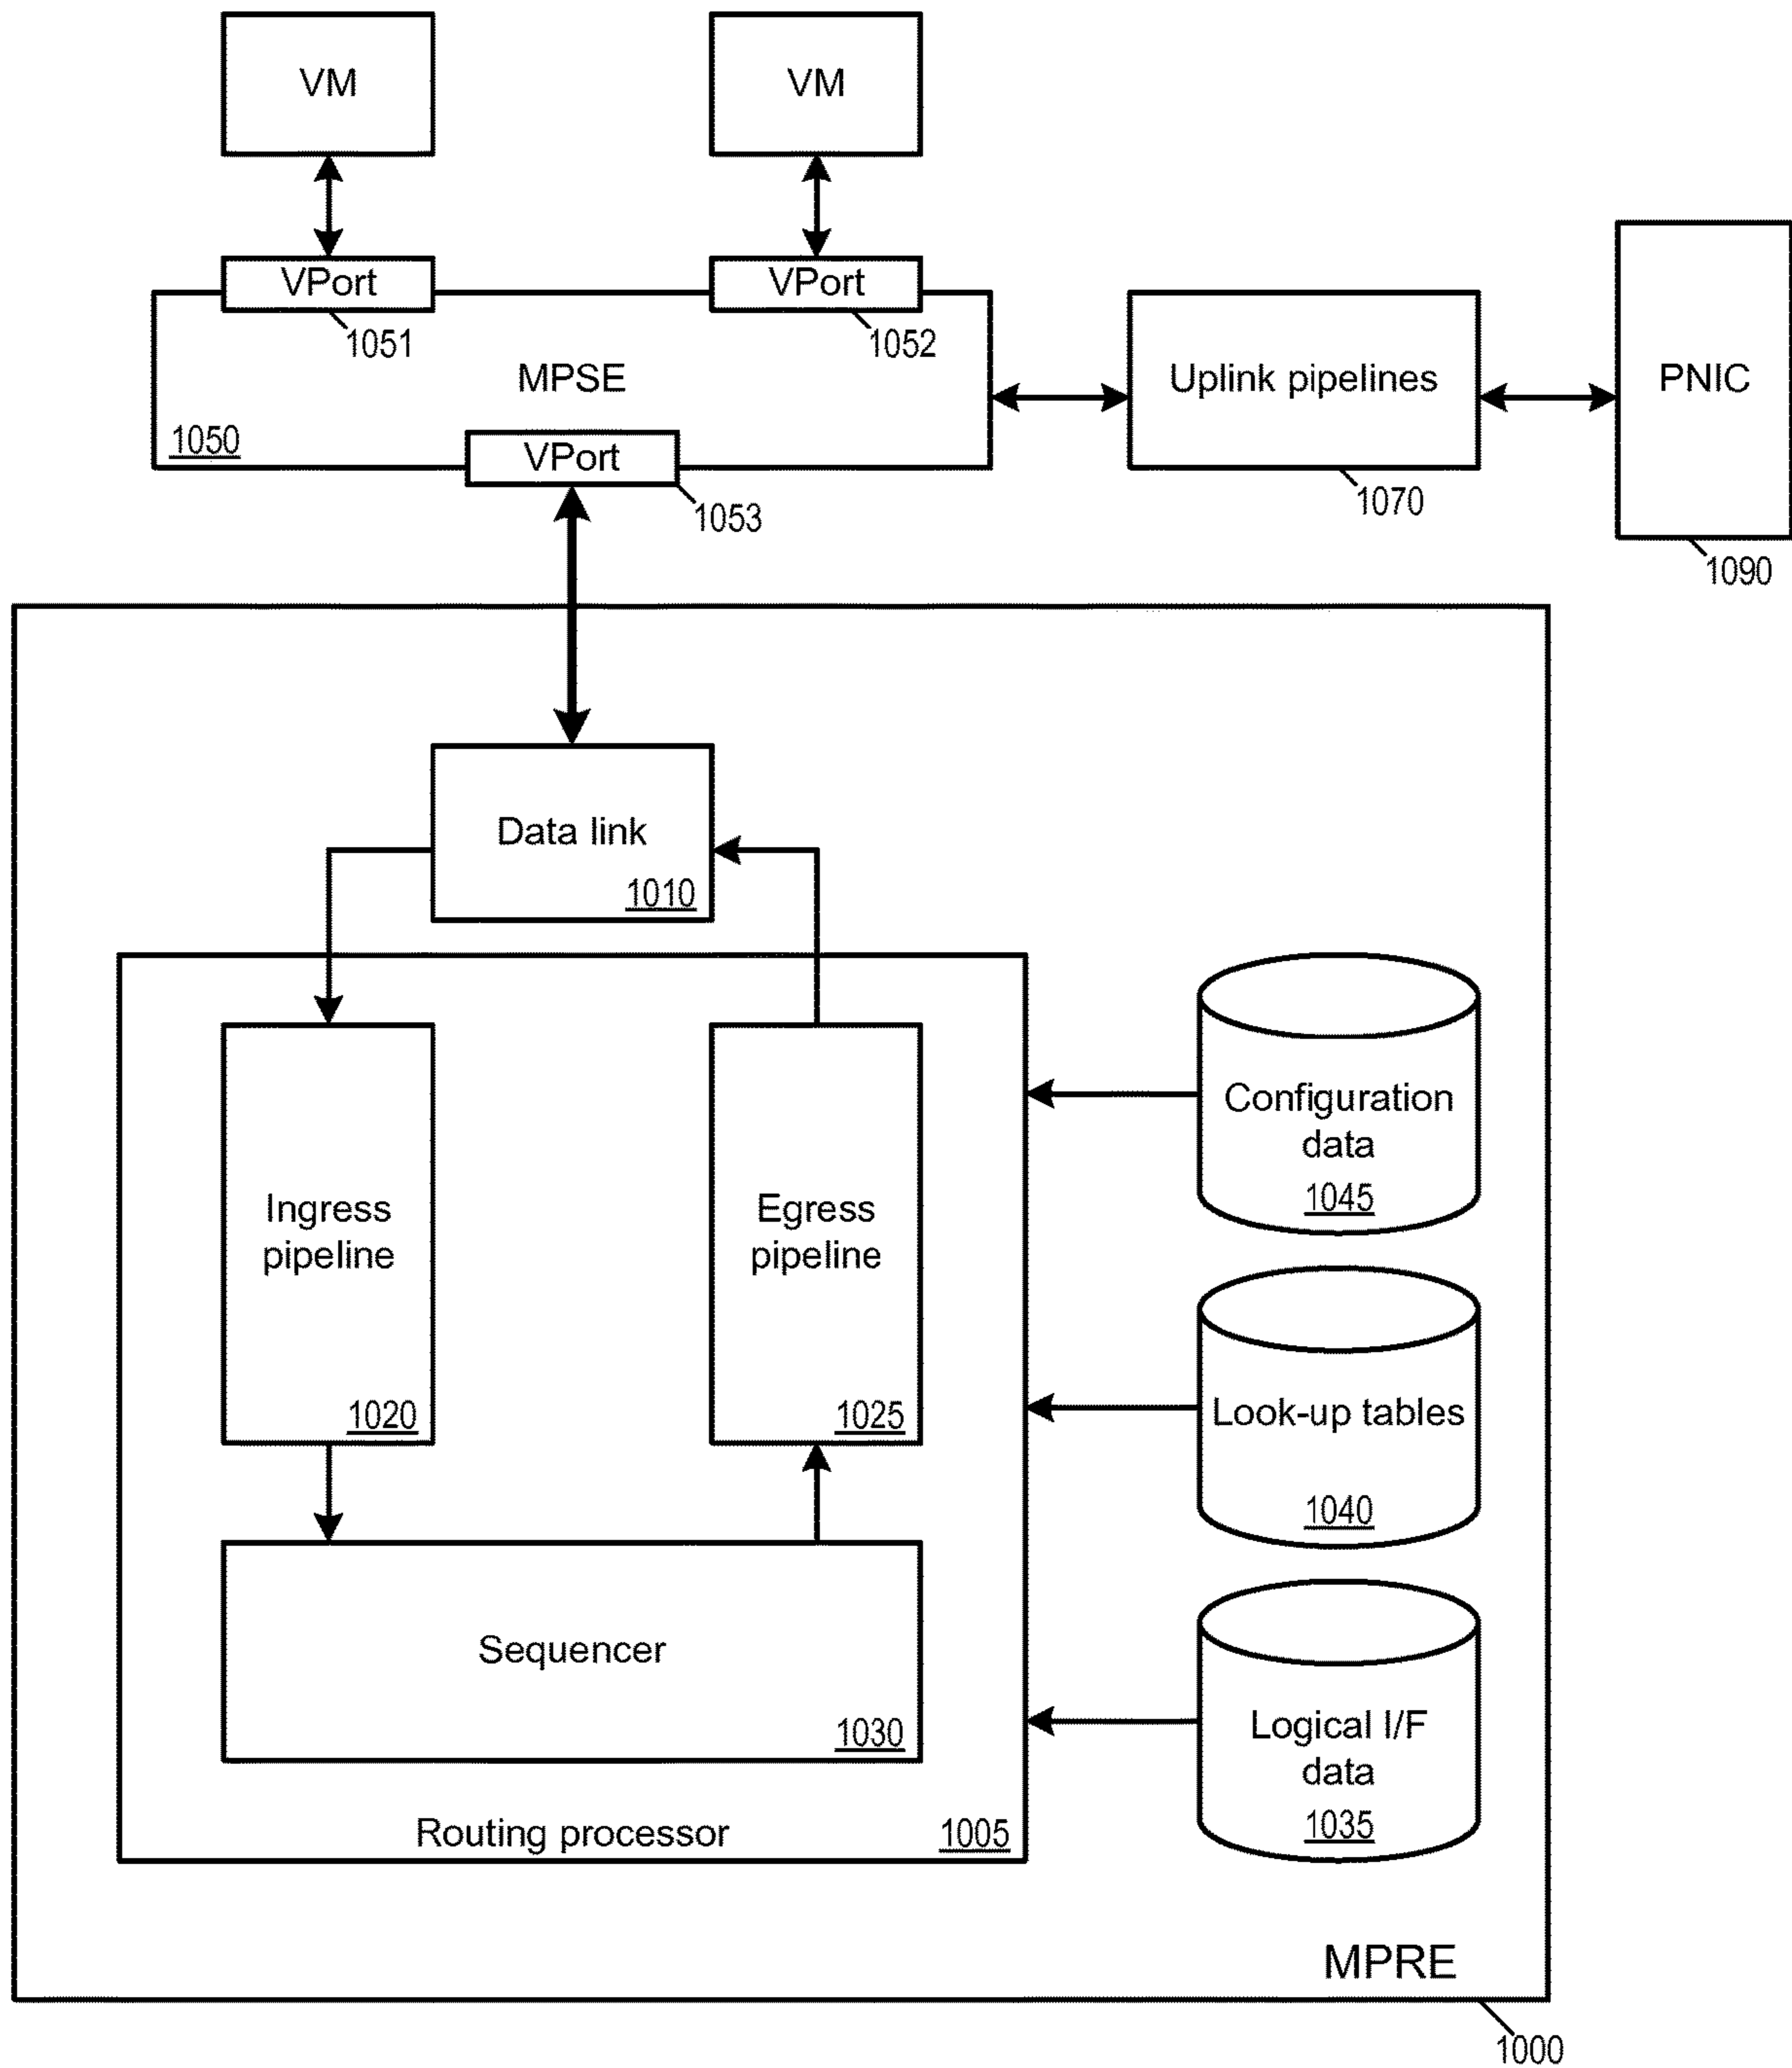 VM
VM
VPort
VPort
1051
1052
MPSE
1050
VPort
1053
Uplink pipelines
1070
PNIC
1090
Data link
1010
Ingress
pipeline
1020
Egress
pipeline
1025
Sequencer
1030
Routing processor
1005
Configuration
data
1045
Look-up tables
1040
Logical I/F
data
1035
MPRE
1000